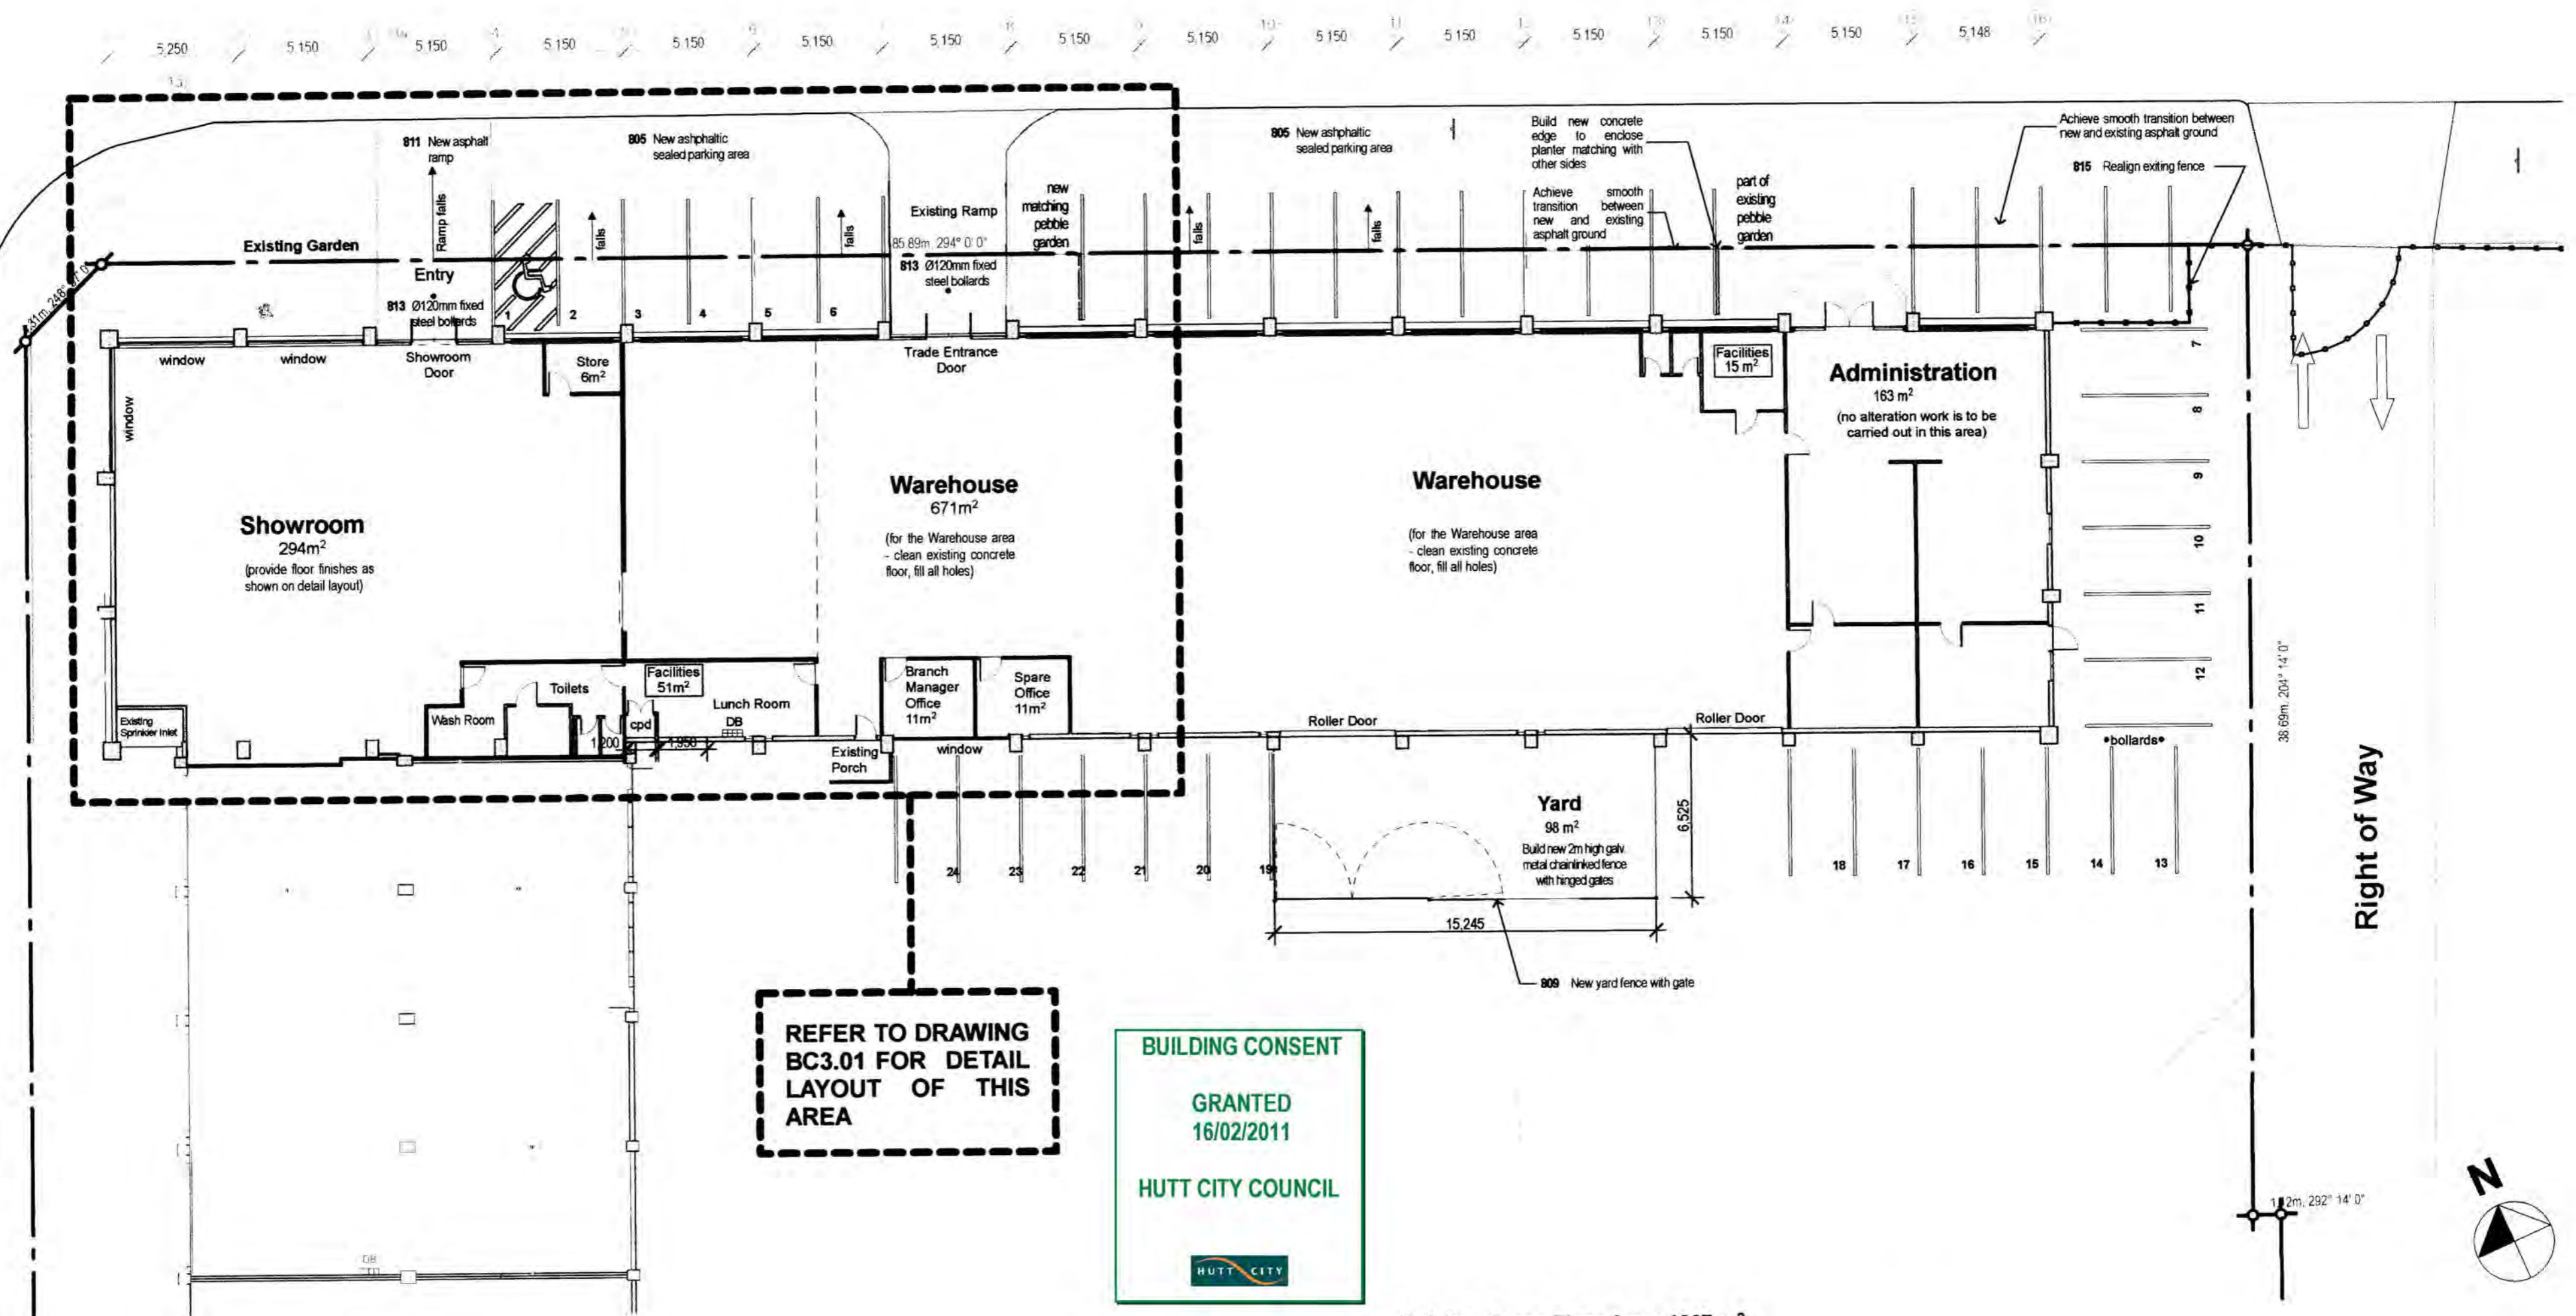 5,250 5 150 5 150 5 150 5 150 5,150 5,150 5 150 5,150 5 150 5 150 5 150 5,150 5,150 5,148
811 New asphalt
ramp
805 New ashphaltic
sealed parking area
Ramp falls
falls
falls
Existing Ramp
new
matching
pebble
garden
85.89m, 294° 0' 0"
Existing Garden
Entry
813 Ø120mm fixed
steel bollards
813 Ø120mm fixed
steel bollards
1 2 3 4 5 6
805 New ashphaltic
sealed parking area
falls
falls
Build new concrete
edge to enclose
planter matching with
other sides
Achieve smooth
transition between
new and existing
asphalt ground
part of
existing
pebble
garden
Achieve smooth transition between
new and existing asphalt ground
815 Realign exiting fence
window
window
Showroom
Door
Store
6m²
Trade Entrance
Door
window
Showroom
294m²
(provide floor finishes as
shown on detail layout)
Warehouse
671m²
(for the Warehouse area
- clean existing concrete
floor, fill all holes)
Warehouse
(for the Warehouse area
- clean existing concrete
floor, fill all holes)
Facilities
15 m²
Administration
163 m²
(no alteration work is to be
carried out in this area)
7
8
9
10
11
12
38.69m, 204° 14' 0"
Right of Way
Existing
Sprinkler Inlet
Wash Room
Toilets
Facilities
51m²
Lunch Room
DB
cpd
1,200
1,950
Existing
Porch
Branch
Manager
Office
11m²
Spare
Office
11m²
window
Roller Door
Roller Door
•bollards•
24 23 22 21 20 19
Yard
98 m²
Build new 2m high galv.
metal chainlinked fence
with hinged gates
6,525
15,245
18 17 16 15 14 13
809 New yard fence with gate
REFER TO DRAWING
BC3.01 FOR DETAIL
LAYOUT OF THIS
AREA
BUILDING CONSENT
GRANTED
16/02/2011
HUTT CITY COUNCIL
HUTT CITY
DB
292° 14' 0"
N